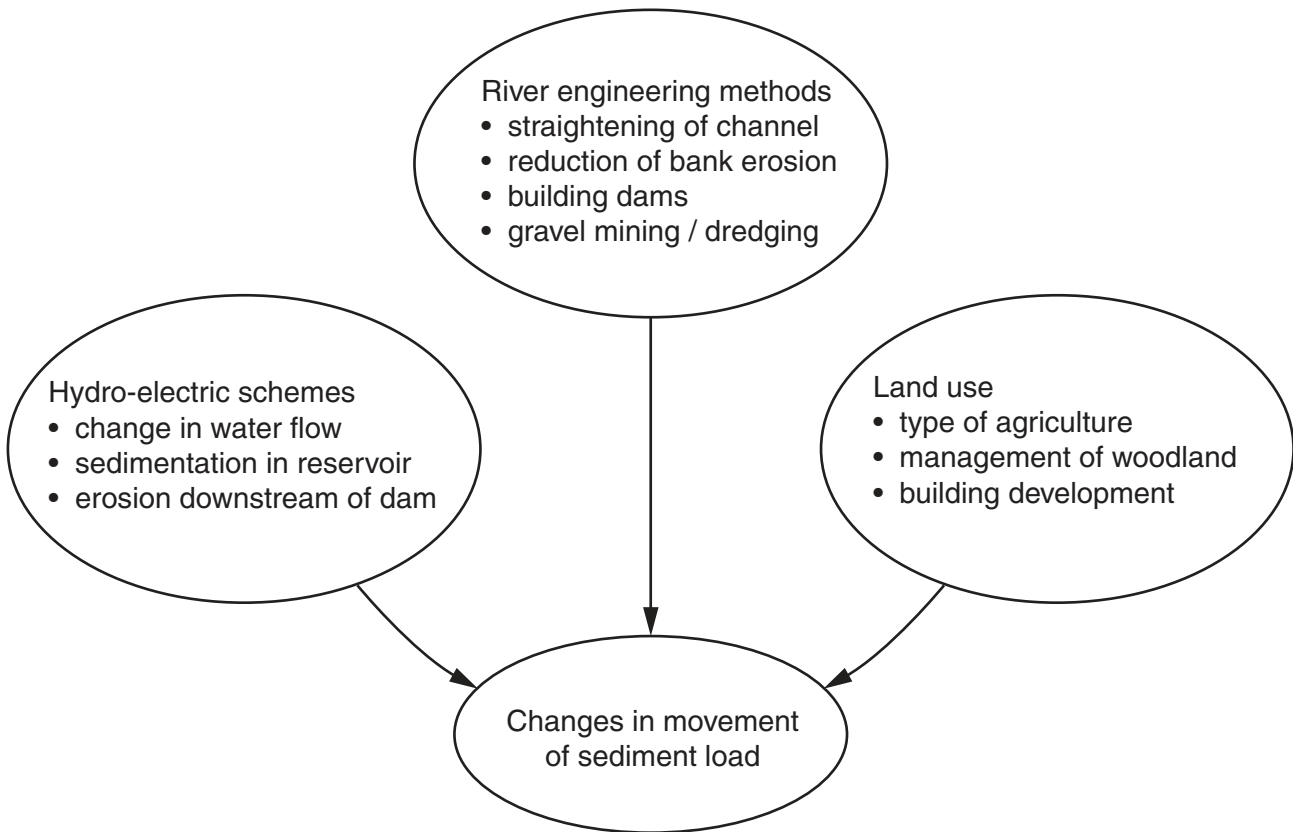 River engineering methods
• straightening of channel
• reduction of bank erosion
• building dams
• gravel mining / dredging
Hydro-electric schemes
• change in water flow
• sedimentation in reservoir
• erosion downstream of dam
Land use
• type of agriculture
• management of woodland
• building development
Changes in movement
of sediment load